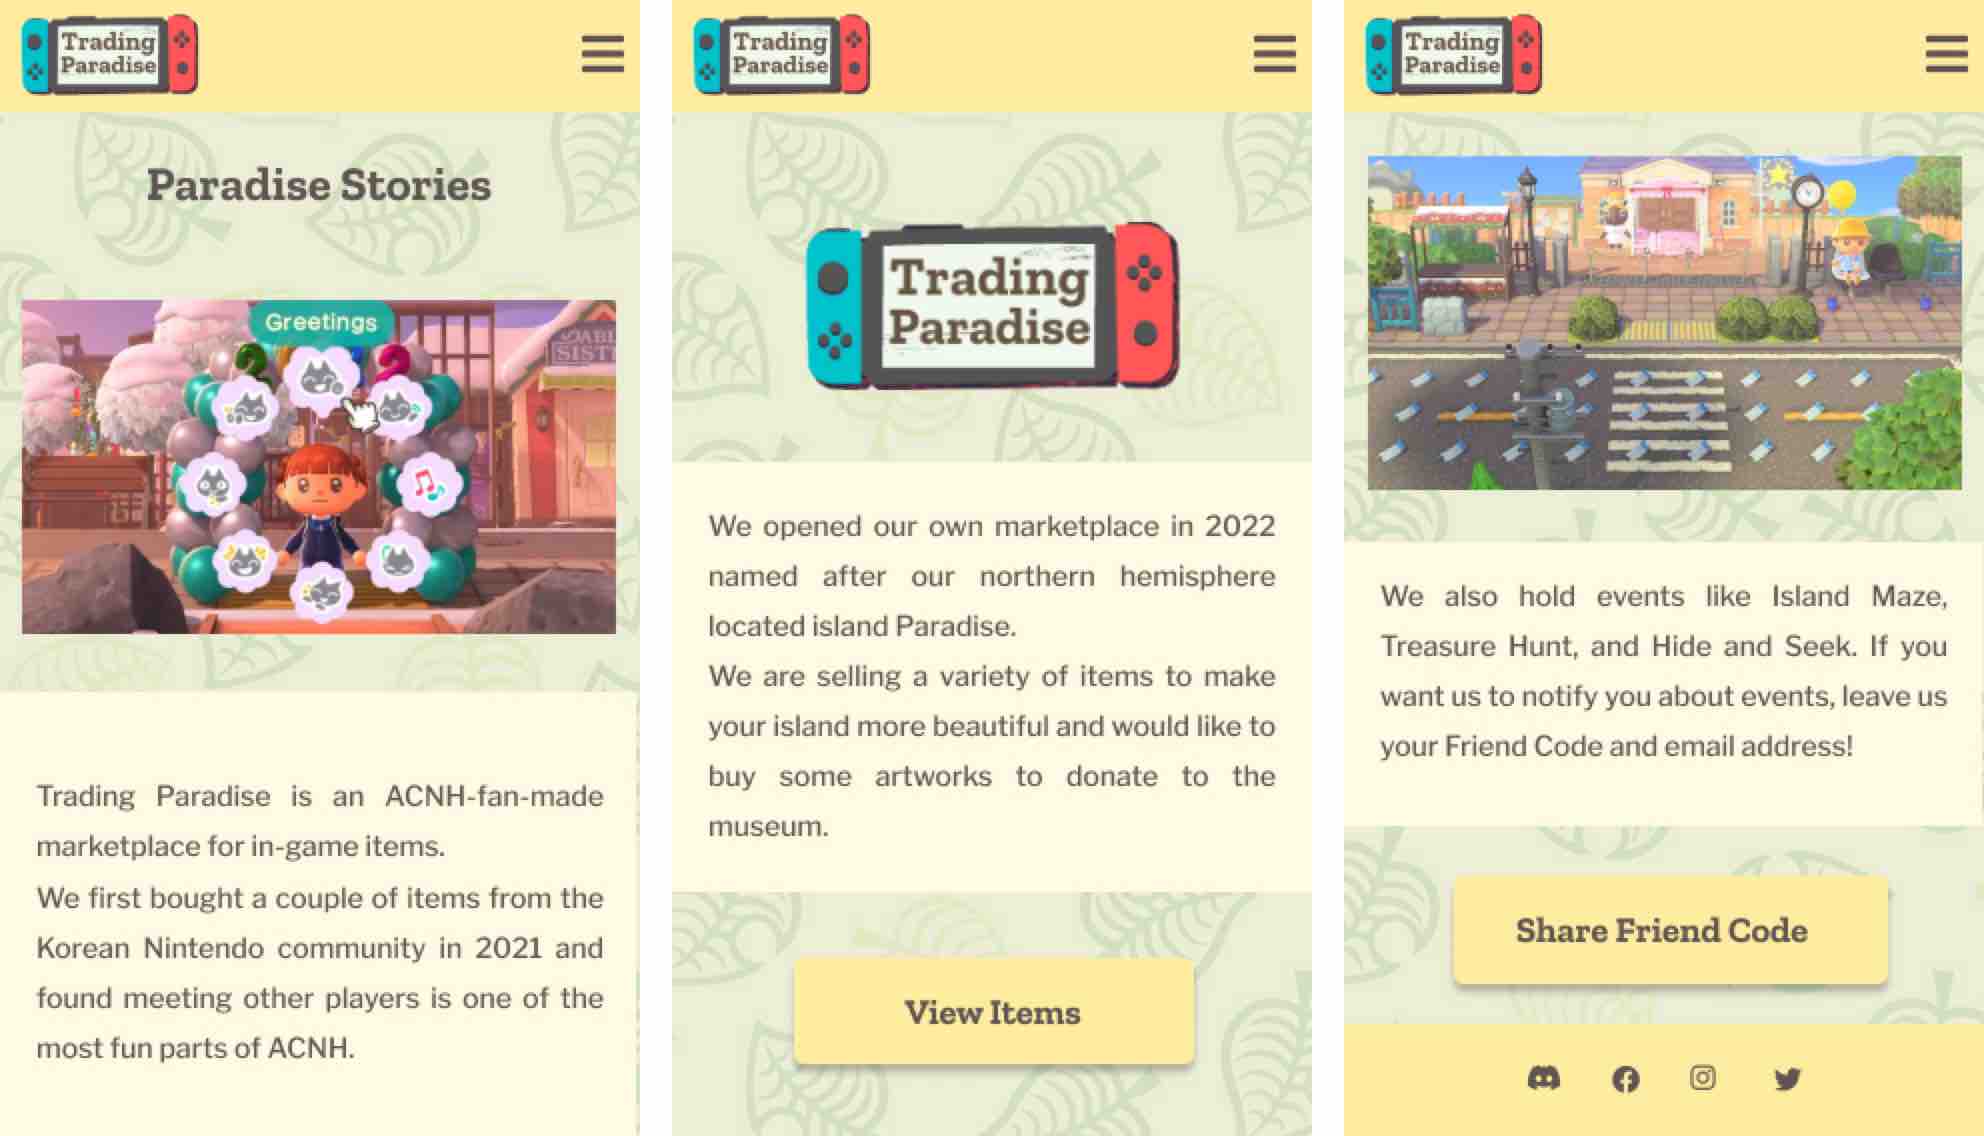 Trading
Paradise
Paradise Stories
Greetings
Trading Paradise is an ACNH-fan-made
marketplace for in-game items.
We first bought a couple of items from the
Korean Nintendo community in 2021 and
found meeting other players is one of the
most fun parts of ACNH.
Trading
Paradise
Trading
Paradise
We opened our own marketplace in 2022
named after our northern hemisphere
located island Paradise.
We are selling a variety of items to make
your island more beautiful and would like to
buy some artworks to donate to the
museum.
View Items
Trading
Paradise
We also hold events like Island Maze,
Treasure Hunt, and Hide and Seek. If you
want us to notify you about events, leave us
your Friend Code and email address!
Share Friend Code